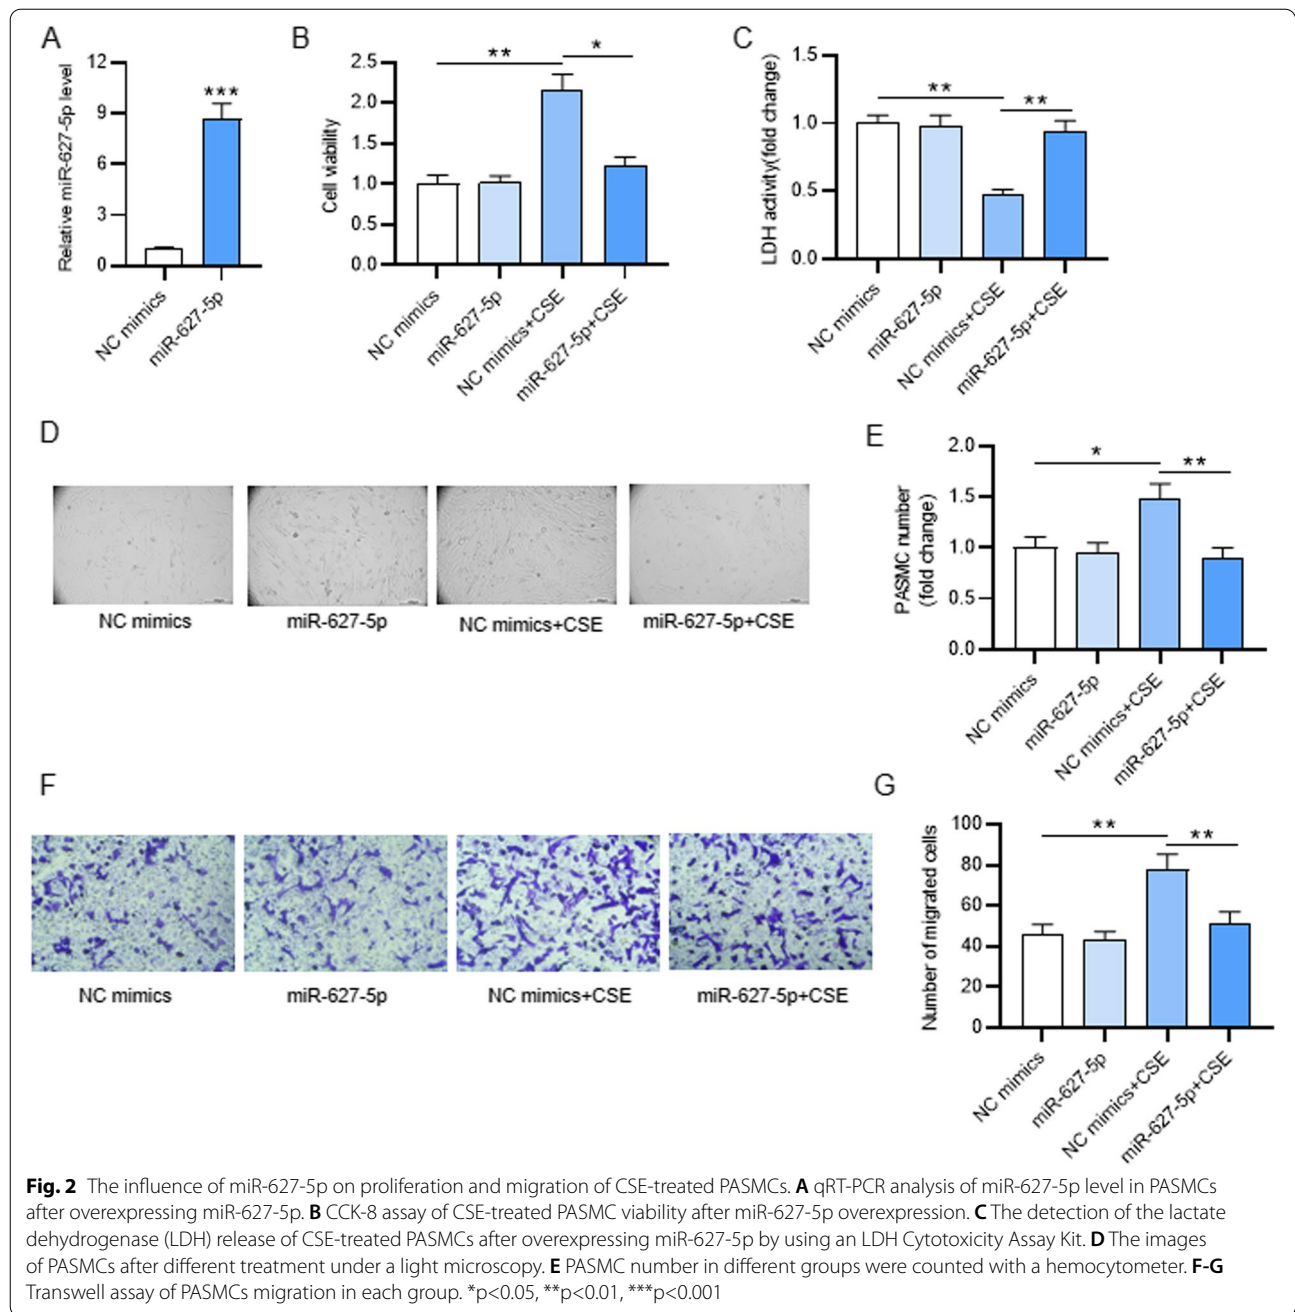 A
Relative miR-627-5p level
12
9
6
3
0
***
NC mimics
miR-627-5p
B
Cell viability
2.5
2.0
1.5
1.0
0.5
0.0
**
*
NC mimics
miR-627-5p
NC mimics+CSE
miR-627-5p+CSE
C
LDH activity(fold change)
1.5
1.0
0.5
0.0
**
**
NC mimics
miR-627-5p
NC mimics+CSE
miR-627-5p+CSE
D
NC mimics
miR-627-5p
NC mimics+CSE
miR-627-5p+CSE
E
PASMC number
(fold change)
2.0
1.5
1.0
0.5
0.0
*
**
NC mimics
miR-627-5p
NC mimics+CSE
miR-627-5p+CSE
F
NC mimics
miR-627-5p
NC mimics+CSE
miR-627-5p+CSE
G
Number of migrated cells
100
80
60
40
20
0
**
**
NC mimics
miR-627-5p
NC mimics+CSE
miR-627-5p+CSE
Fig. 2 The influence of miR-627-5p on proliferation and migration of CSE-treated PASMCs. A qRT-PCR analysis of miR-627-5p level in PASMCs
after overexpressing miR-627-5p. B CCK-8 assay of CSE-treated PASMC viability after miR-627-5p overexpression. C The detection of the lactate
dehydrogenase (LDH) release of CSE-treated PASMCs after overexpressing miR-627-5p by using an LDH Cytotoxicity Assay Kit. D The images
of PASMCs after different treatment under a light microscopy. E PASMC number in different groups were counted with a hemocytometer. F-G
Transwell assay of PASMCs migration in each group. *p<0.05, **p<0.01, ***p<0.001